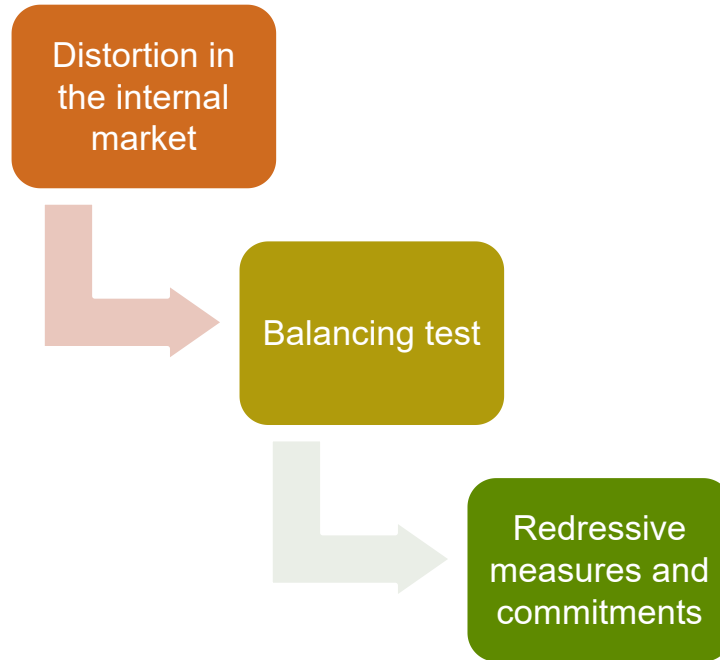 Distortion in
the internal
market
Balancing test
Redressive
measures and
commitments